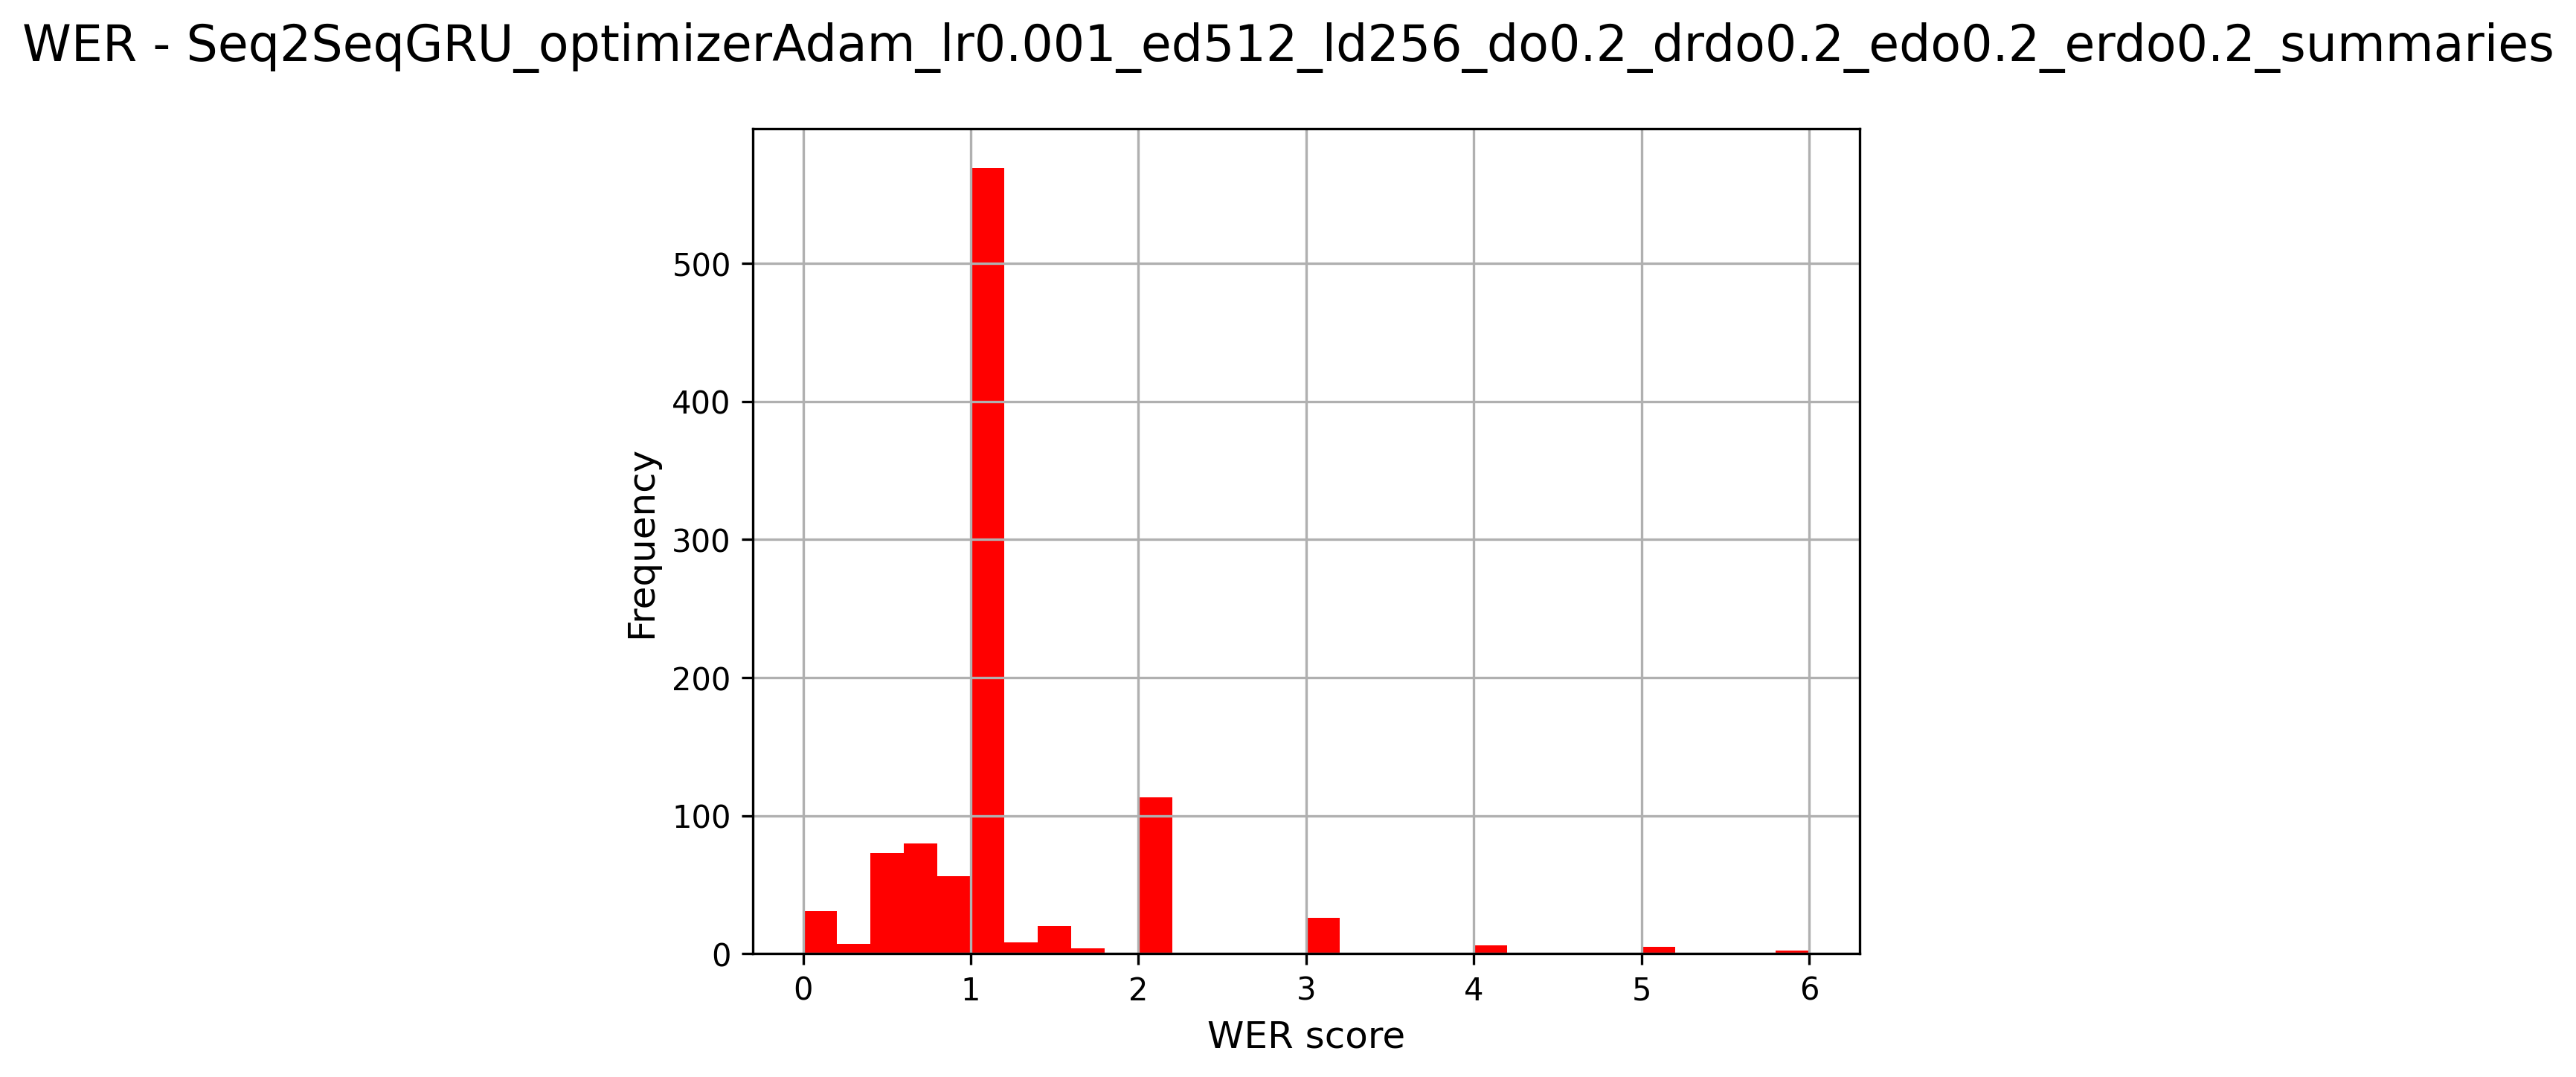 WER - Seq2SeqGRU_optimizerAdam_lr0.001_ed512_ld256_do0.2_drdo0.2_edo0.2_erdo0.2_summaries
500
400
300
200
100
0
Frequency
0 1 2 3 4 5 6
WER score